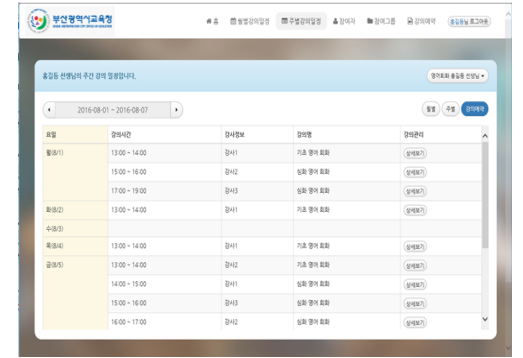 부산광역시교육청
홈 월별강의일정 주별강의일정 참여자 참여그룹 강의예약 홍길동님 로그아웃
홍길동 선생님의 주간 강의 일정입니다.
영어회화 홍길동 선생님
2016-08-01 ~ 2016-08-07
월별 주별 강의예약
요일 강의시간 강사정보 강의명 강의관리
월(8/1) 13:00 ~ 14:00 강사1 기초 영어 회화 상세보기
15:00 ~ 16:00 강사2 심화 영어 회화 상세보기
17:00 ~ 19:00 강사3 심화 영어 회화 상세보기
화(8/2) 13:00 ~ 14:00 강사1 기초 영어 회화 상세보기
수(8/3)
목(8/4) 13:00 ~ 14:00 강사1 기초 영어 회화 상세보기
금(8/5) 13:00 ~ 14:00 강사2 기초 영어 회화 상세보기
14:00 ~ 15:00 강사1 심화 영어 회화 상세보기
15:00 ~ 16:00 강사3 심화 영어 회화 상세보기
16:00 ~ 17:00 강사2 심화 영어 회화 상세보기